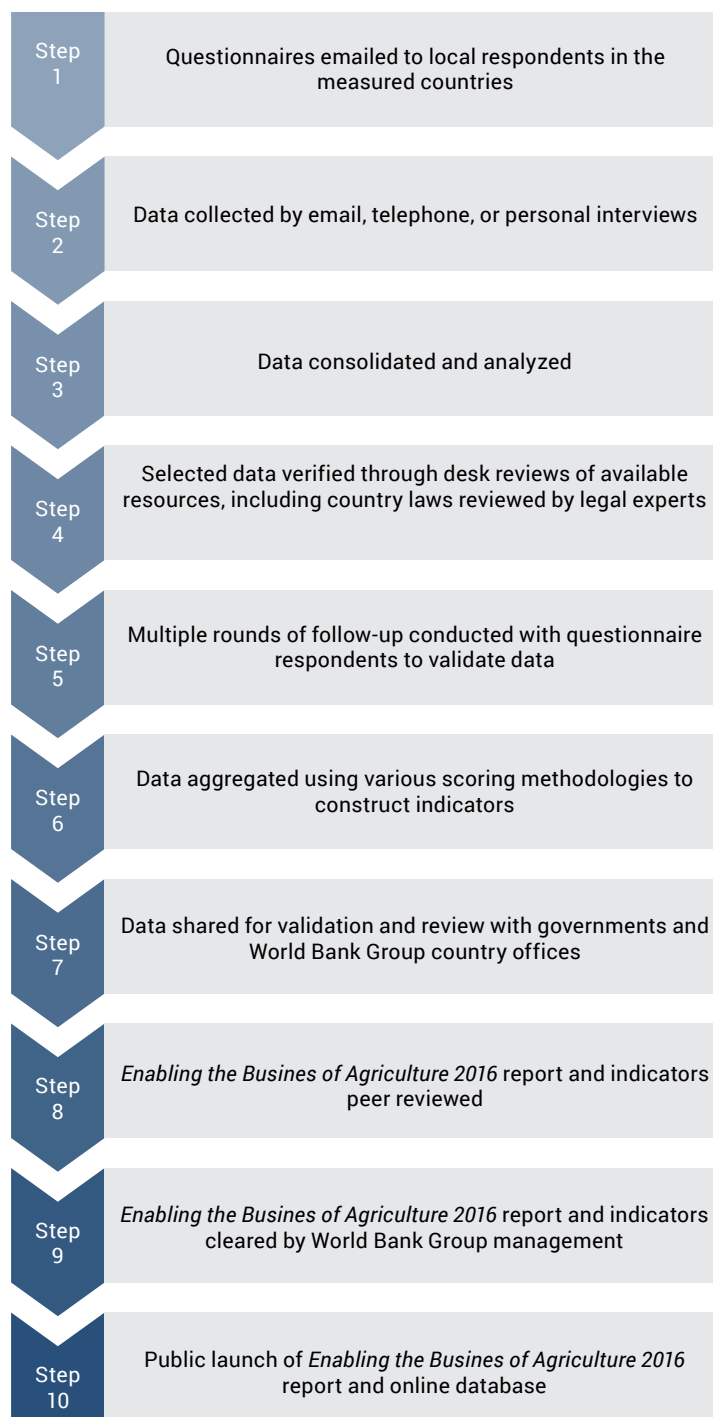 Step
1
Questionnaires emailed to local respondents in the
measured countries
Step
2
Data collected by email, telephone, or personal interviews
Step
3
Data consolidated and analyzed
Step
4
Selected data verified through desk reviews of available
resources, including country laws reviewed by legal experts
Step
5
Multiple rounds of follow-up conducted with questionnaire
respondents to validate data
Step
6
Data aggregated using various scoring methodologies to
construct indicators
Step
7
Data shared for validation and review with governments and
World Bank Group country offices
Step
8
Enabling the Busines of Agriculture 2016 report and indicators
peer reviewed
Step
9
Enabling the Busines of Agriculture 2016 report and indicators
cleared by World Bank Group management
Step
10
Public launch of Enabling the Busines of Agriculture 2016
report and online database